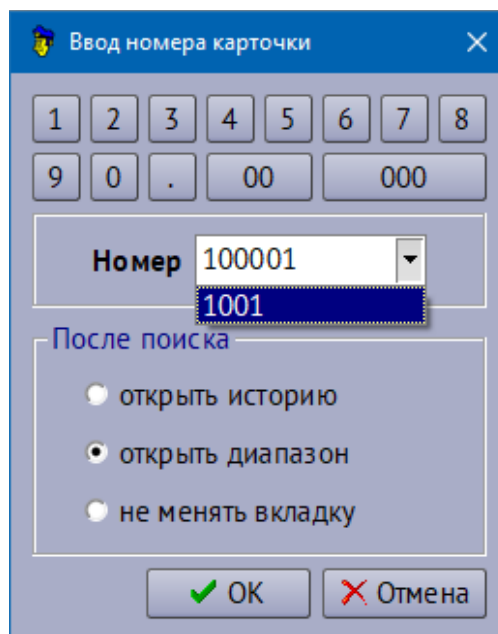 Ввод номера карточки
1 2 3 4 5 6 7 8
9 0 . 00 000
Номер 100001
1001
После поиска
открыть историю
открыть диапазон
не менять вкладку
OK Отмена